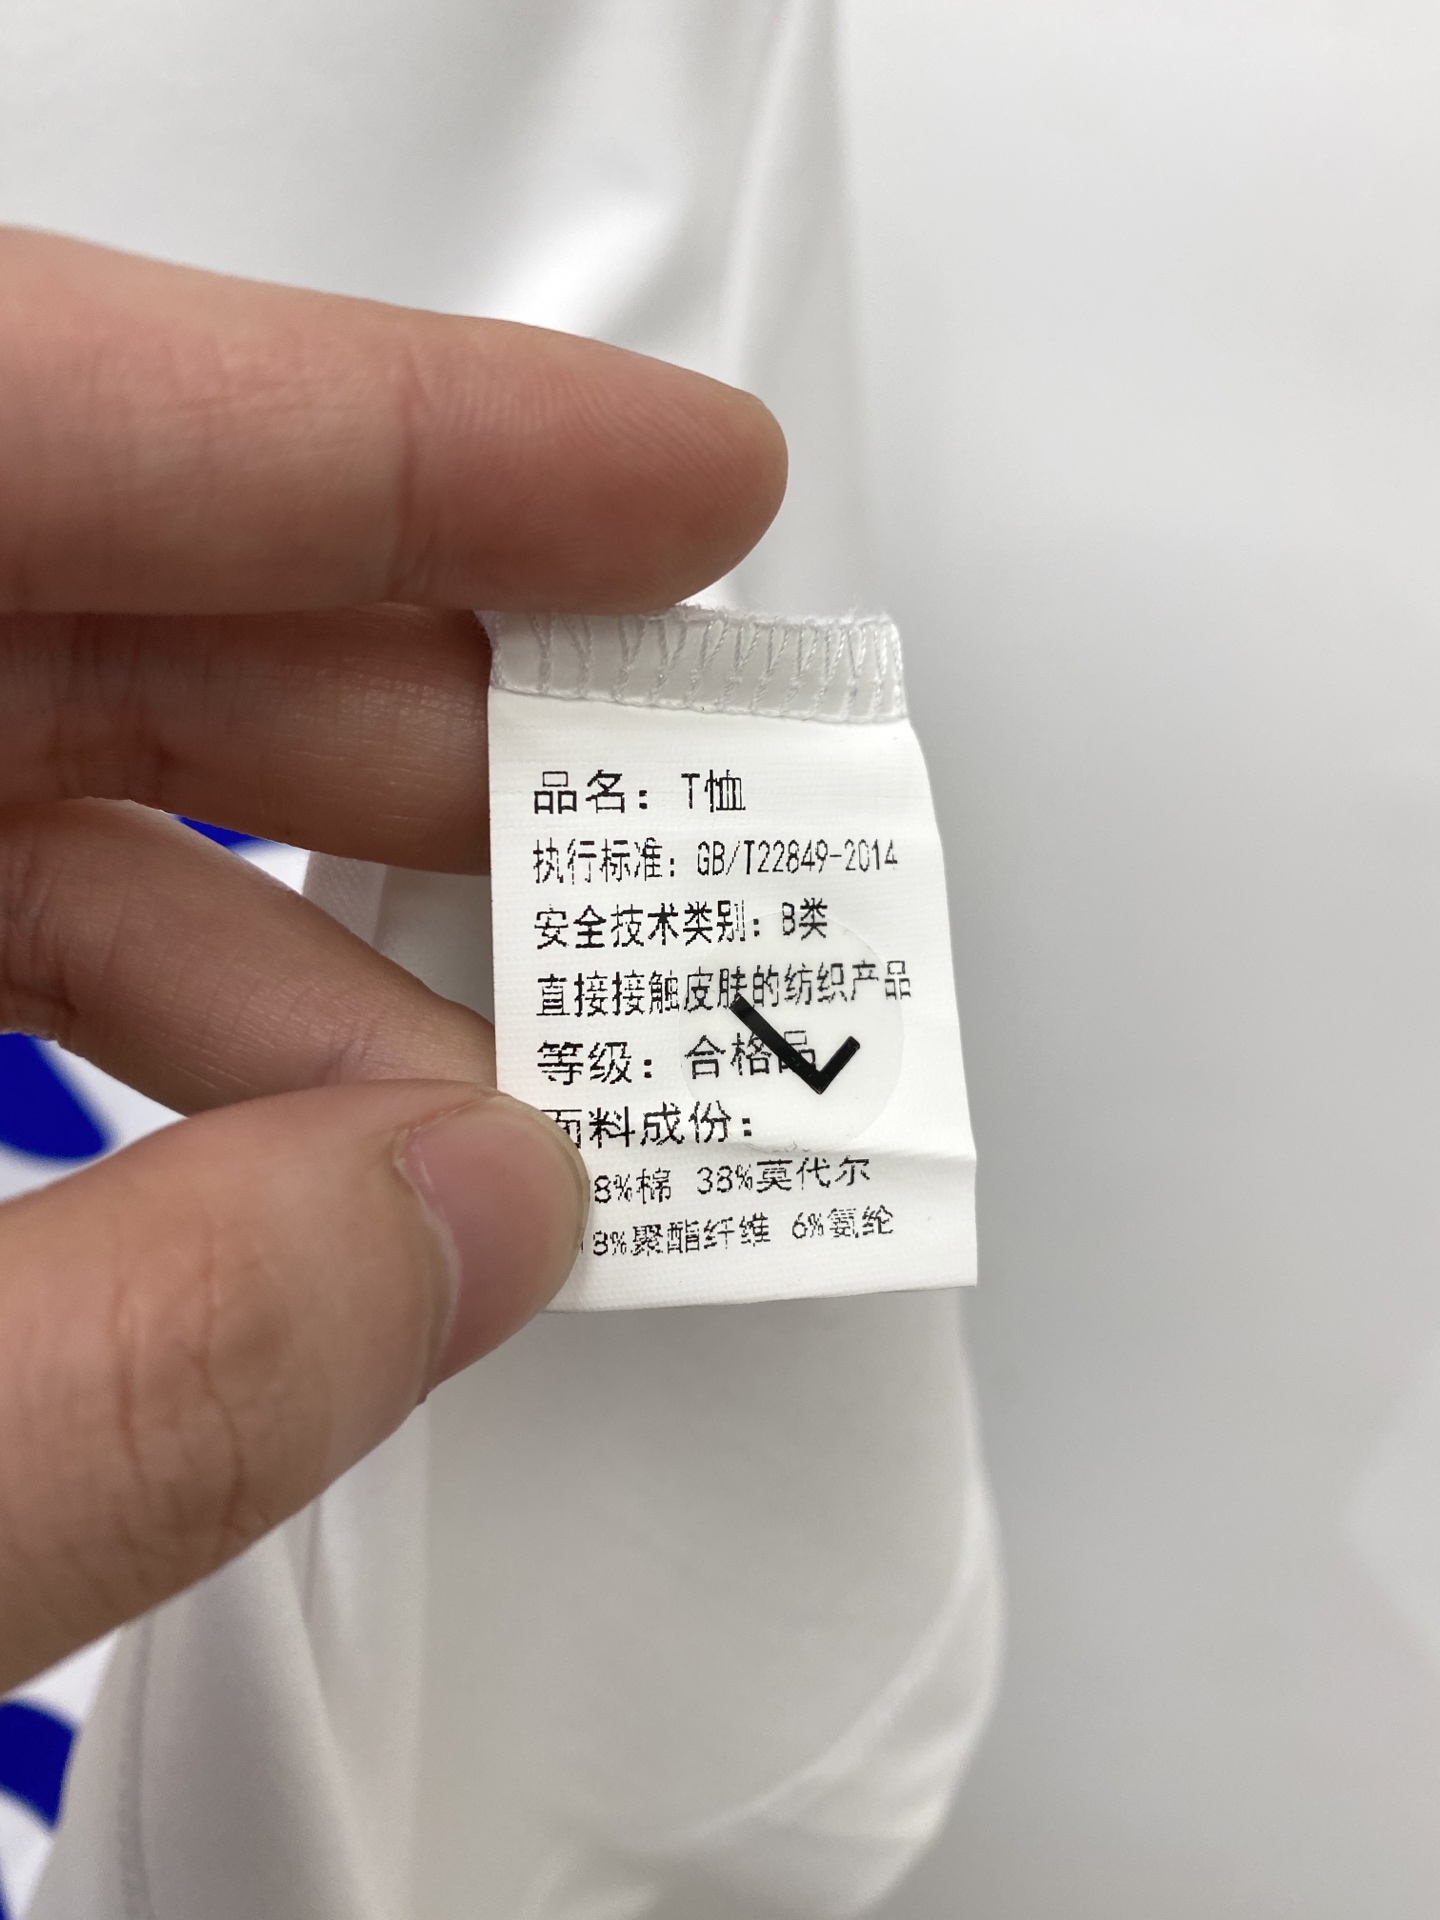 品名：T恤
执行标准：GB/T22849-2014
安全技术类别：B类
直接接触皮肤的纺织产品
等级：合格品
面料成份：
8%棉 38%莫代尔
8%聚酯纤维 6%氨纶